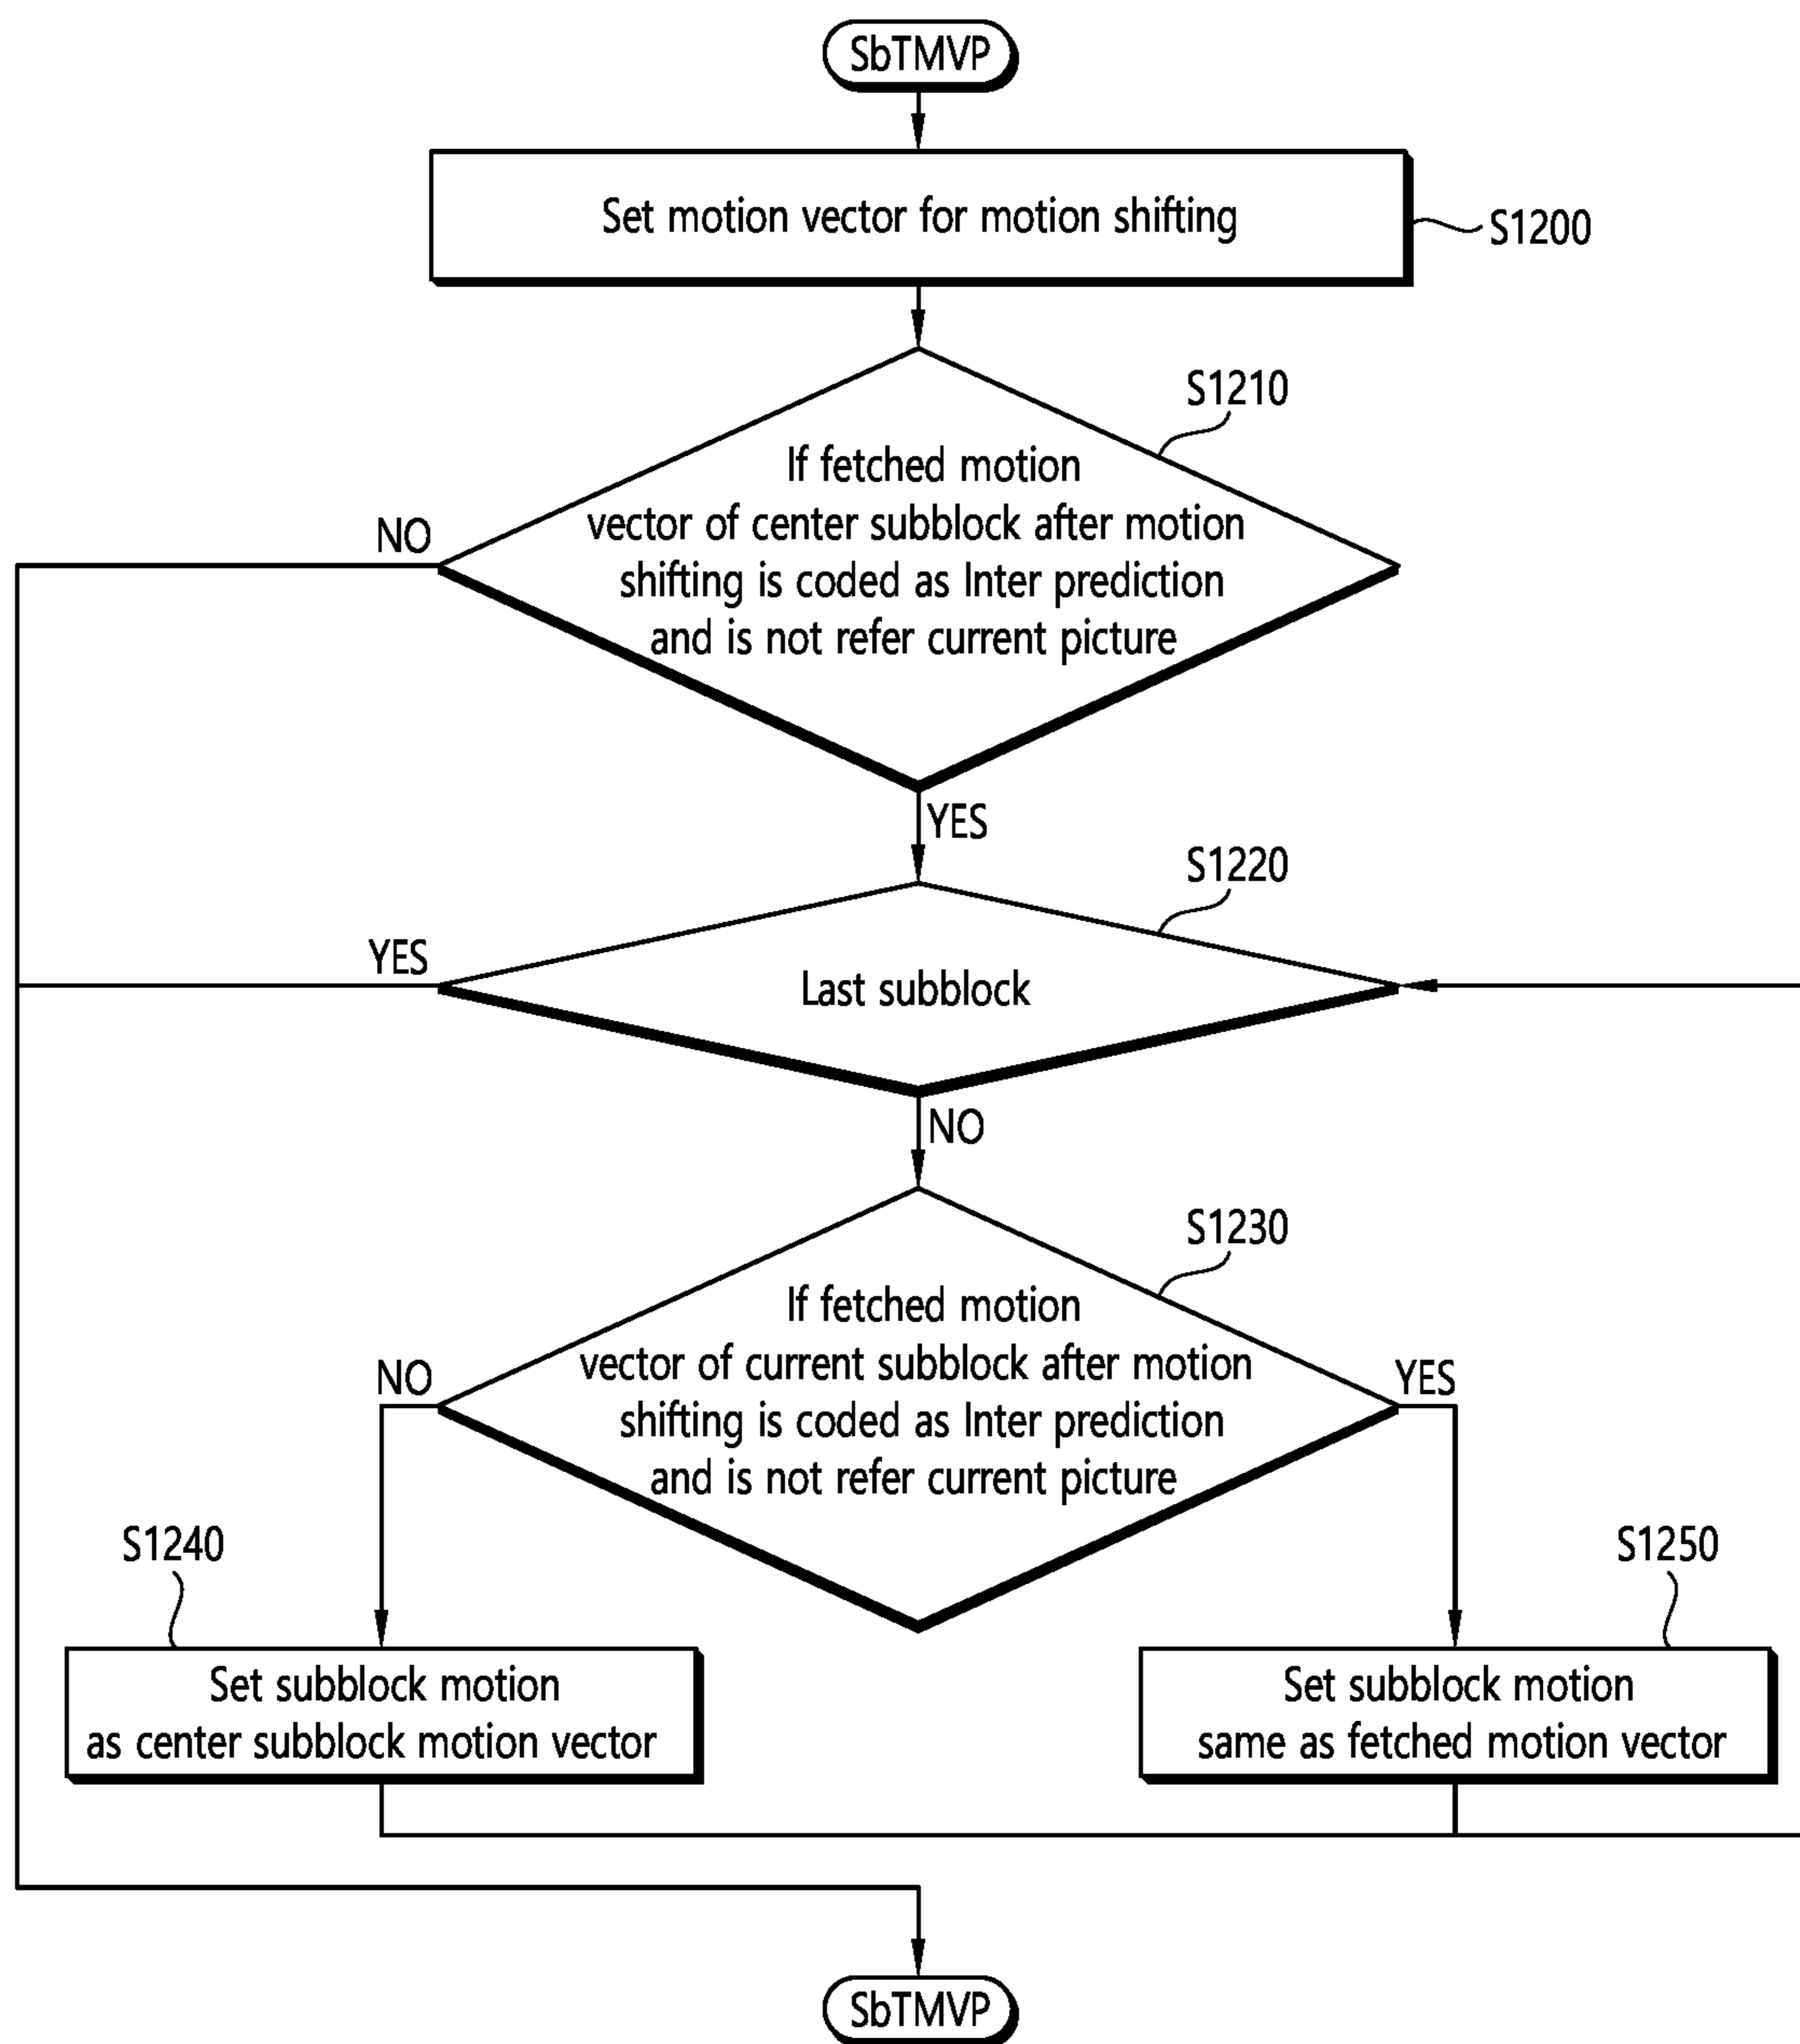 SbTMVP
Set motion vector for motion shifting
S1200
S1210
If fetched motion
vector of center subblock after motion
shifting is coded as Inter prediction
and is not refer current picture
NO
YES
S1220
YES
Last subblock
NO
S1230
If fetched motion
vector of current subblock after motion
shifting is coded as Inter prediction
and is not refer current picture
NO
YES
S1240
S1250
Set subblock motion
as center subblock motion vector
Set subblock motion
same as fetched motion vector
SbTMVP